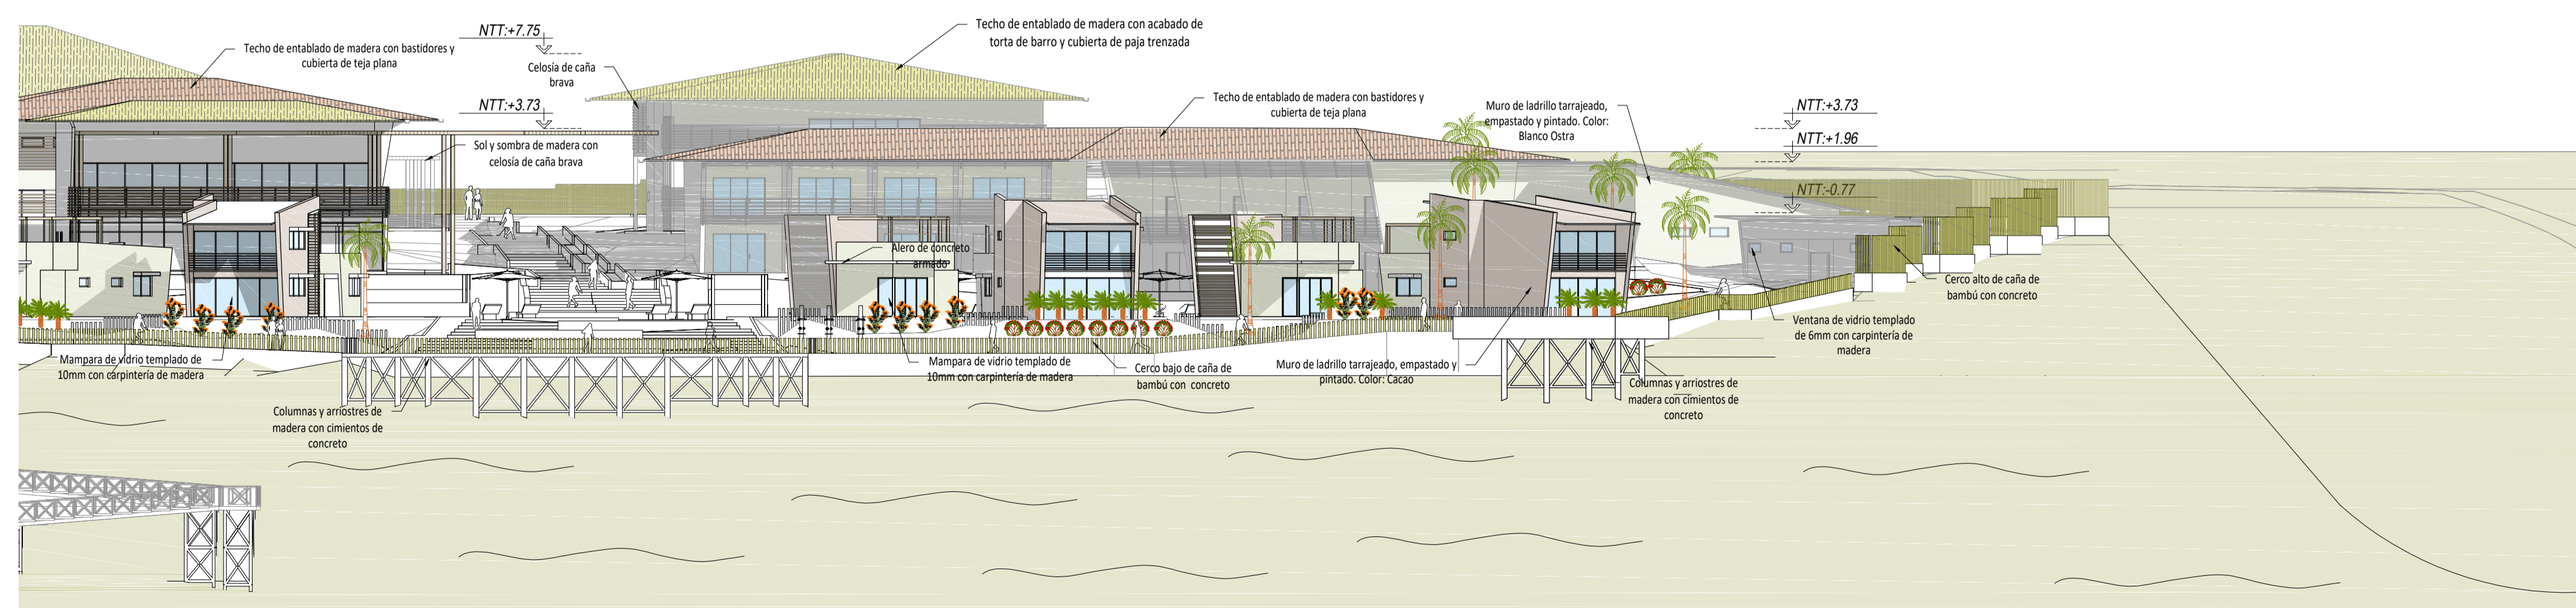 Techo de entablado de madera con acabado de
torta de barro y cubierta de paja trenzada
NTT:+7.75
Techo de entablado de madera con bastidores y
cubierta de teja plana
Celosía de caña
brava
NTT:+3.73
Techo de entablado de madera con bastidores y
cubierta de teja plana
Muro de ladrillo tarrajeado,
empastado y pintado. Color:
Blanco Ostra
NTT:+3.73
NTT:+1.96
Sol y sombra de madera con
celosía de caña brava
NTT:-0.77
Alero de concreto
armado
Cerco alto de caña de
bambú con concreto
Ventana de vidrio templado
de 6mm con carpintería de
madera
Mampara de vidrio templado de
10mm con carpintería de madera
Mampara de vidrio templado de
10mm con carpintería de madera
Cerco bajo de caña de
bambú con concreto
Muro de ladrillo tarrajeado, empastado y
pintado. Color: Cacao
Columnas y arriostres de
madera con cimientos de
concreto
Columnas y arriostres de
madera con cimientos de
concreto